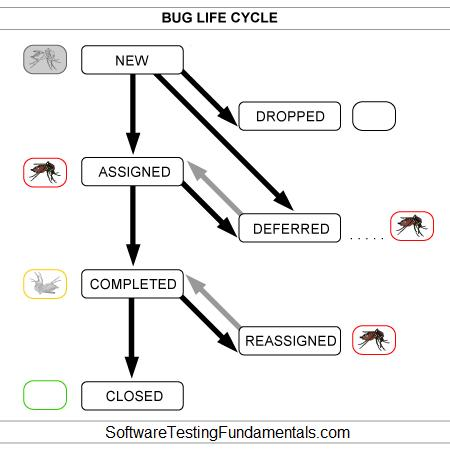 BUG LIFE CYCLE
NEW
DROPPED
ASSIGNED
DEFERRED
.....
COMPLETED
REASSIGNED
CLOSED
SoftwareTestingFundamentals.com